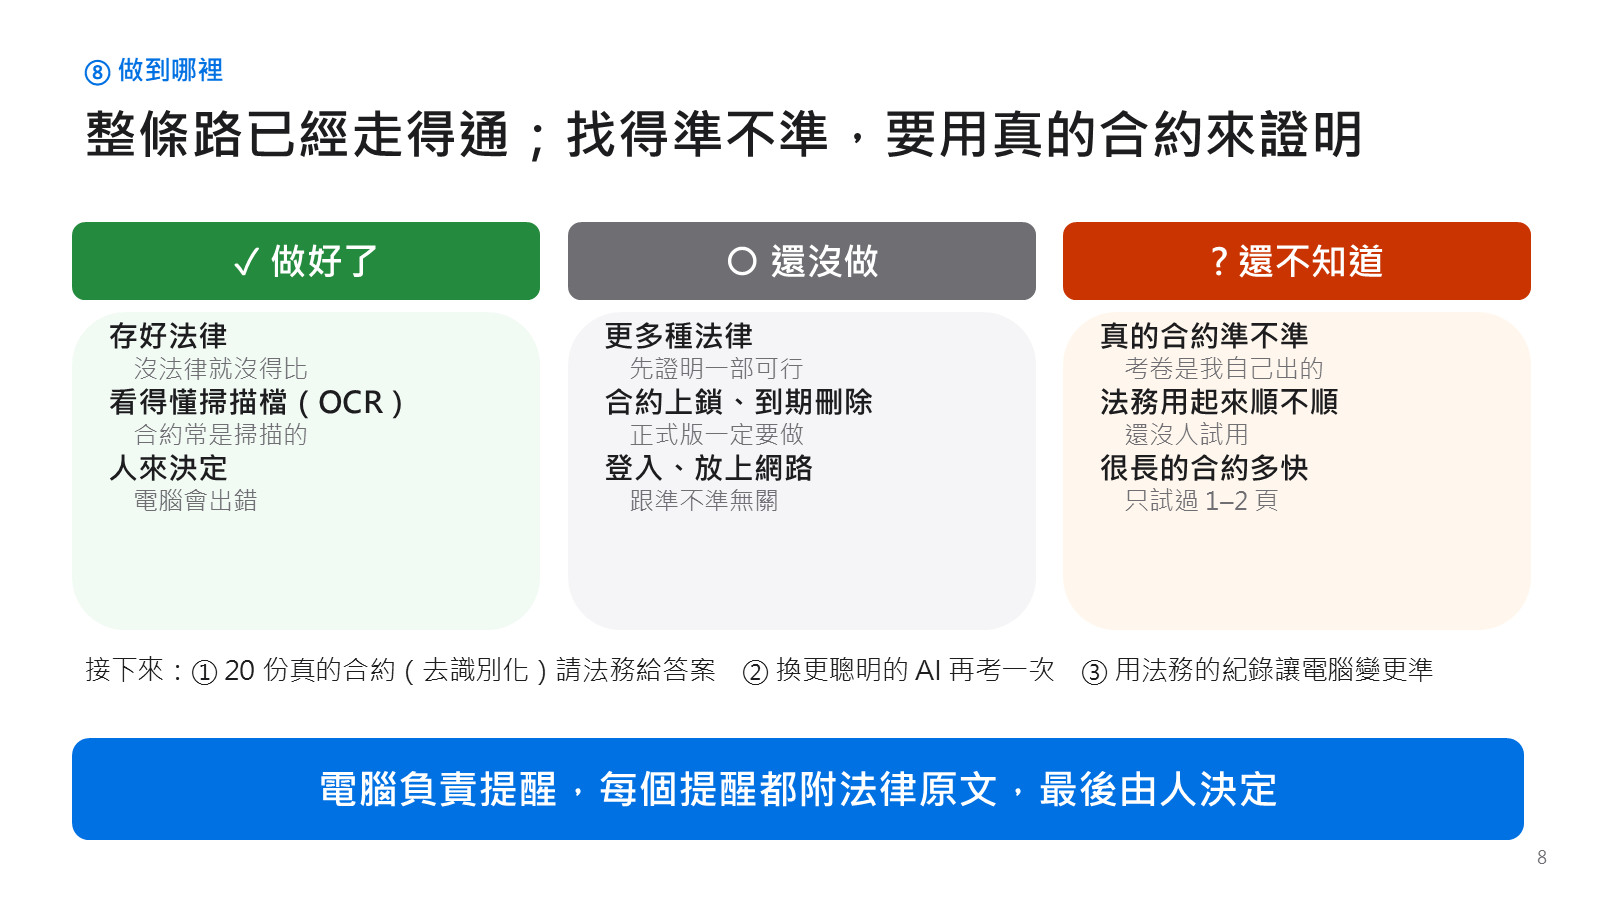 ⑧ 做到哪裡
整條路已經走得通；找得準不準，要用真的合約來證明
✓ 做好了
存好法律
沒法律就沒得比
看得懂掃描檔（OCR）
合約常是掃描的
人來決定
電腦會出錯
○ 還沒做
更多種法律
先證明一部可行
合約上鎖、到期刪除
正式版一定要做
登入、放上網路
跟準不準無關
? 還不知道
真的合約準不準
考卷是我自己出的
法務用起來順不順
還沒人試用
很長的合約多快
只試過 1–2 頁
接下來：① 20 份真的合約（去識別化）請法務給答案　② 換更聰明的 AI 再考一次　③ 用法務的紀錄讓電腦變更準
電腦負責提醒，每個提醒都附法律原文，最後由人決定
8